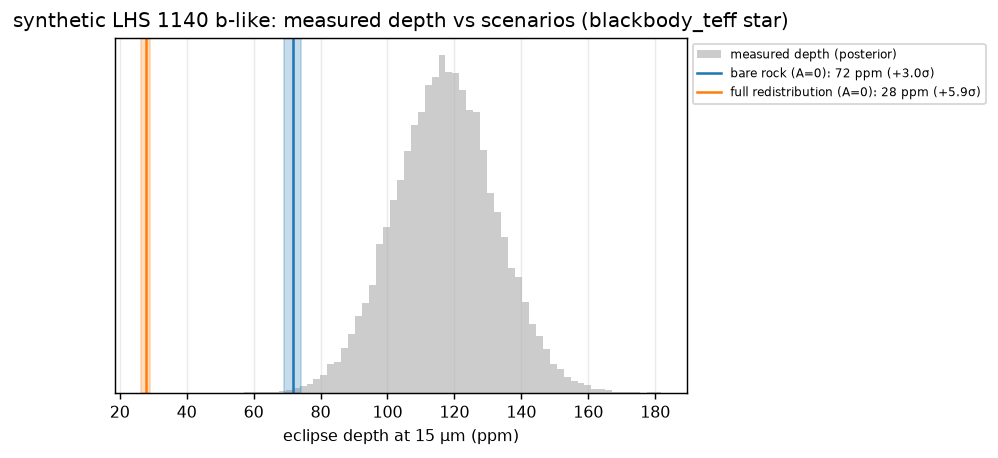 synthetic LHS 1140 b-like: measured depth vs scenarios (blackbody_teff star)
measured depth (posterior)
bare rock (A=0): 72 ppm (+3.0σ)
full redistribution (A=0): 28 ppm (+5.9σ)
20 40 60 80 100 120 140 160 180
eclipse depth at 15 μm (ppm)